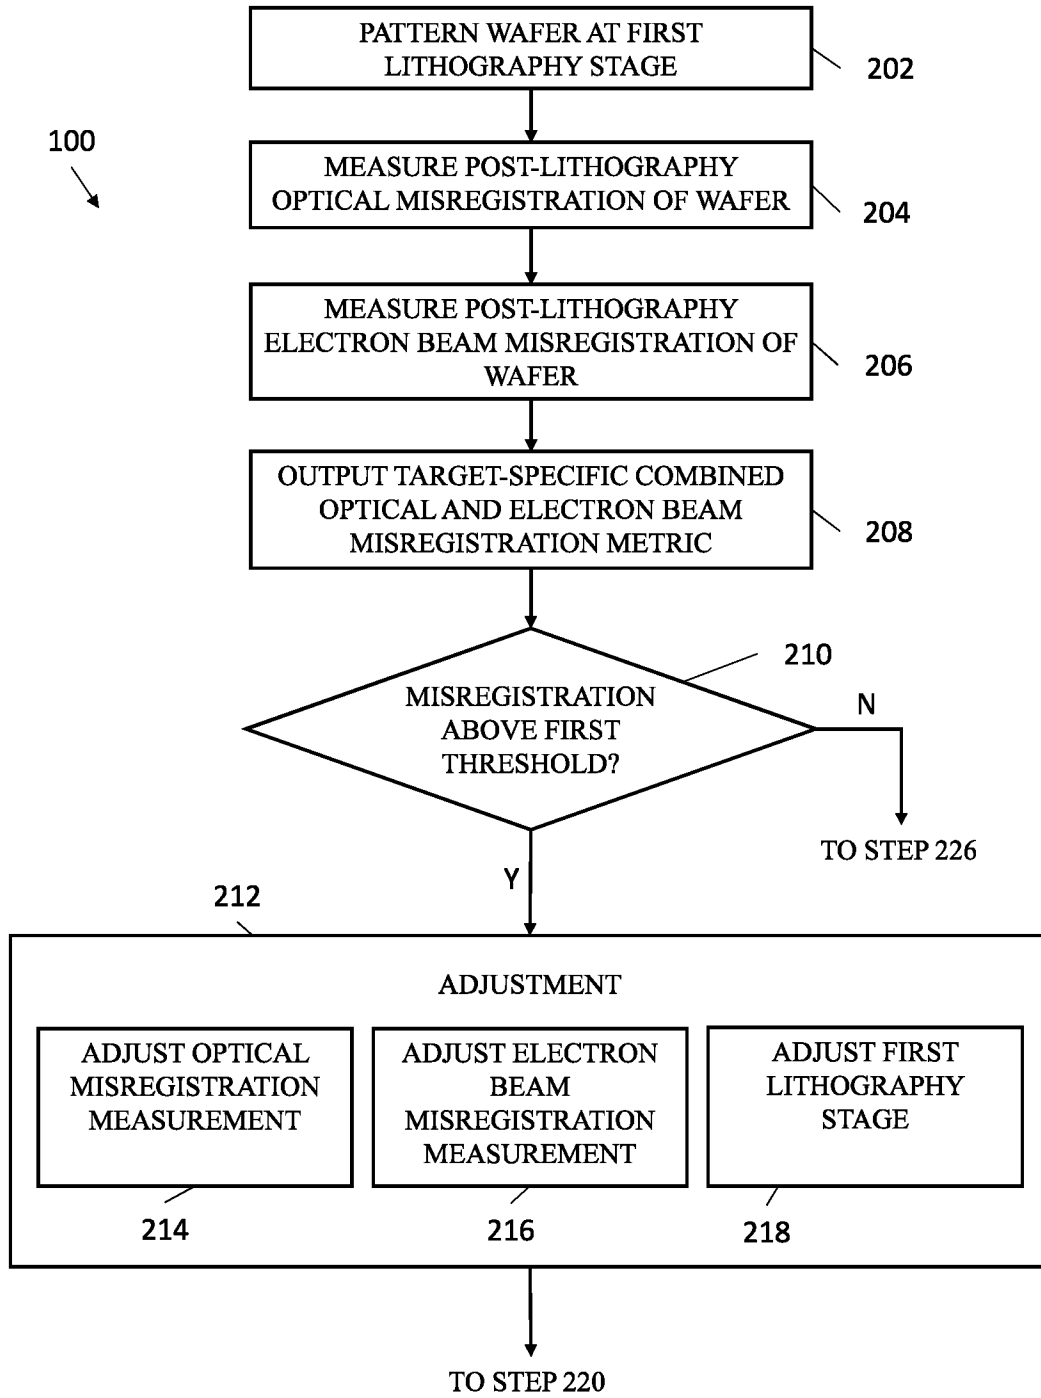 PATTERN WAFER AT FIRST
LITHOGRAPHY STAGE
202
100
MEASURE POST-LITHOGRAPHY
OPTICAL MISREGISTRATION OF WAFER
204
MEASURE POST-LITHOGRAPHY
ELECTRON BEAM MISREGISTRATION OF
WAFER
206
OUTPUT TARGET-SPECIFIC COMBINED
OPTICAL AND ELECTRON BEAM
MISREGISTRATION METRIC
208
210
MISREGISTRATION
ABOVE FIRST
THRESHOLD?
N
TO STEP 226
Y
212
ADJUSTMENT
ADJUST OPTICAL
MISREGISTRATION
MEASUREMENT
214
ADJUST ELECTRON
BEAM
MISREGISTRATION
MEASUREMENT
216
ADJUST FIRST
LITHOGRAPHY
STAGE
218
TO STEP 220